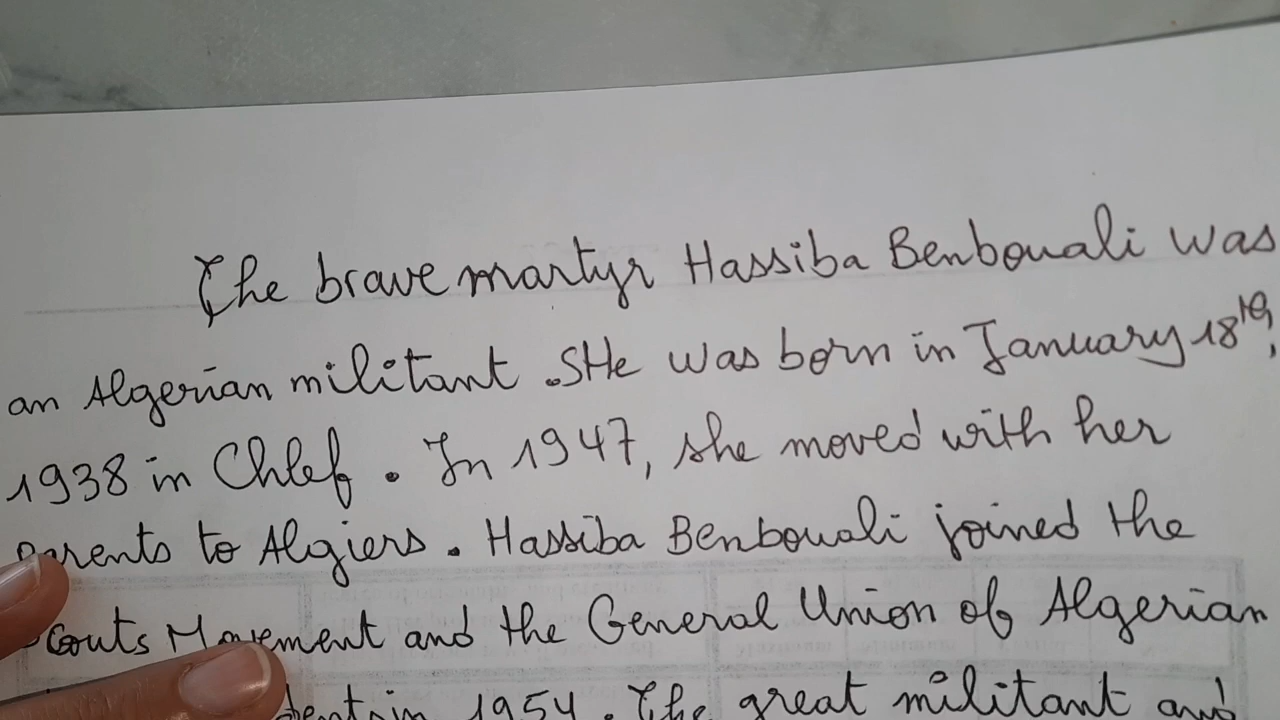 The brave martyr Hassiba Benbouali was
an Algerian militant . SHe was born in January 18th,
1938 in Chlef . In 1947, she moved with her
Parents to Algiers . Hassiba Benbouali joined the
Scouts Movement and the General Union of Algerian
in 1954 . The great militant and